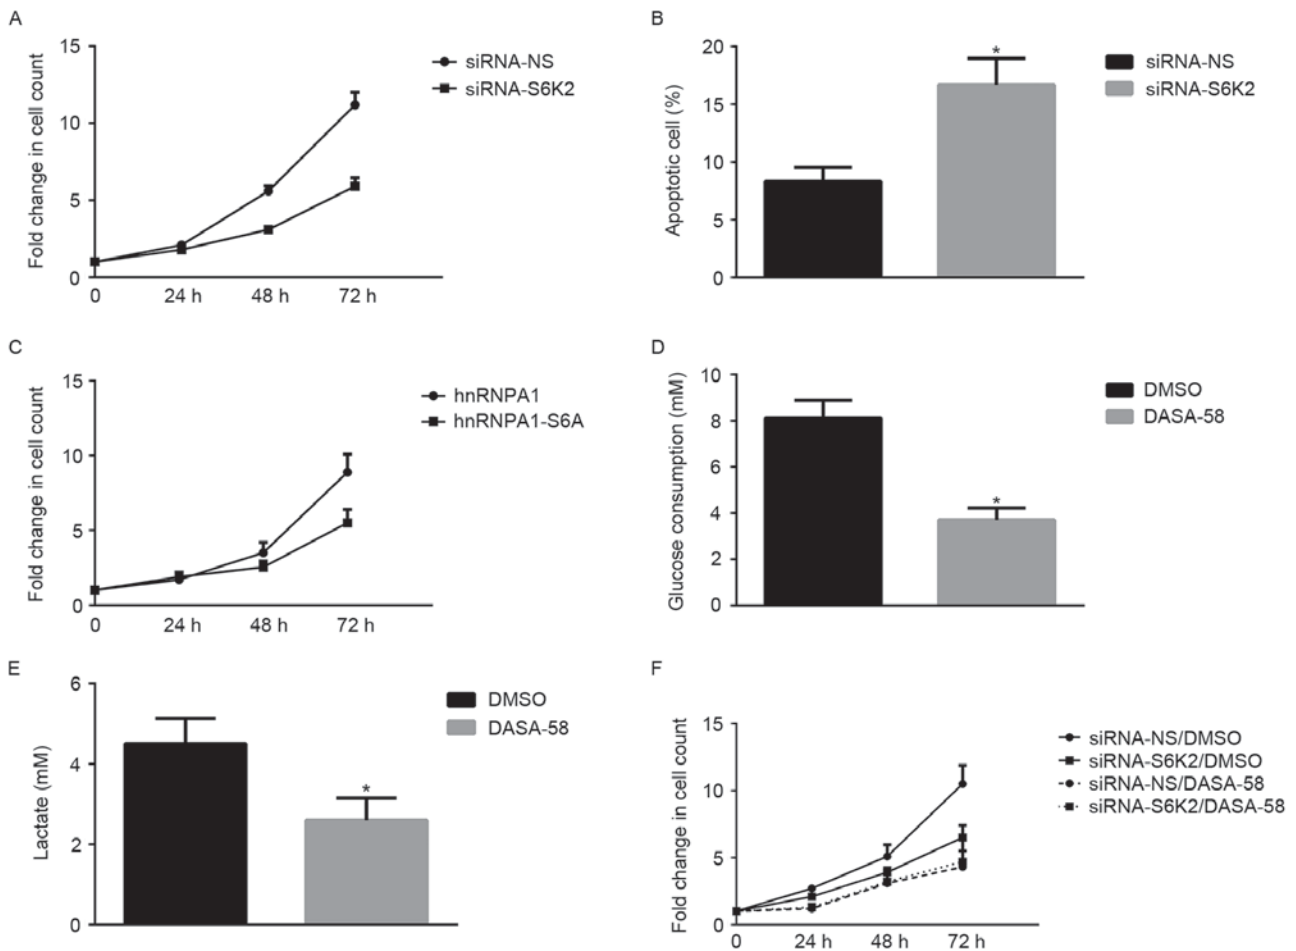 A
Fold change in cell count
15
10
5
0
0 24 h 48 h 72 h
siRNA-NS
siRNA-S6K2
B
Apoptotic cell (%)
20
15
10
5
0
*
siRNA-NS
siRNA-S6K2
C
Fold change in cell count
15
10
5
0
0 24 h 48 h 72 h
hnRNPA1
hnRNPA1-S6A
D
Glucose consumption (mM)
10
8
6
4
2
0
*
DMSO
DASA-58
E
Lactate (mM)
6
4
2
0
*
DMSO
DASA-58
F
Fold change in cell count
15
10
5
0
0 24 h 48 h 72 h
siRNA-NS/DMSO
siRNA-S6K2/DMSO
siRNA-NS/DASA-58
siRNA-S6K2/DASA-58